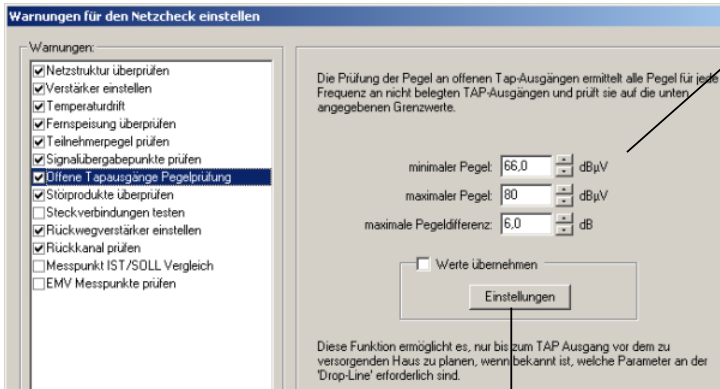 Warnungen für den Netzcheck einstellen
Warnungen:
Netzstruktur überprüfen
Verstärker einstellen
Temperaturdrift
Fernspeisung überprüfen
Teilnehmerpegel prüfen
Signalübergabepunkte prüfen
Offene Tapausgänge Pegelprüfung
Störprodukte überprüfen
Steckverbindungen testen
Rückwegverstärker einstellen
Rückkanal prüfen
Messpunkt IST/SOLL Vergleich
EMV Messpunkte prüfen
Die Prüfung der Pegel an offenen Tap-Ausgängen ermittelt alle Pegel für jede
Frequenz an nicht belegten TAP-Ausgängen und prüft sie auf die unten
angegebenen Grenzwerte.
minimaler Pegel: 66,0 dBµV
maximaler Pegel: 80 dBµV
maximale Pegeldifferenz: 6,0 dB
Werte übernehmen
Einstellungen
Diese Funktion ermöglicht es, nur bis zum TAP Ausgang vor dem zu
versorgenden Haus zu planen, wenn bekannt ist, welche Parameter an der
'Drop-Line' erforderlich sind.